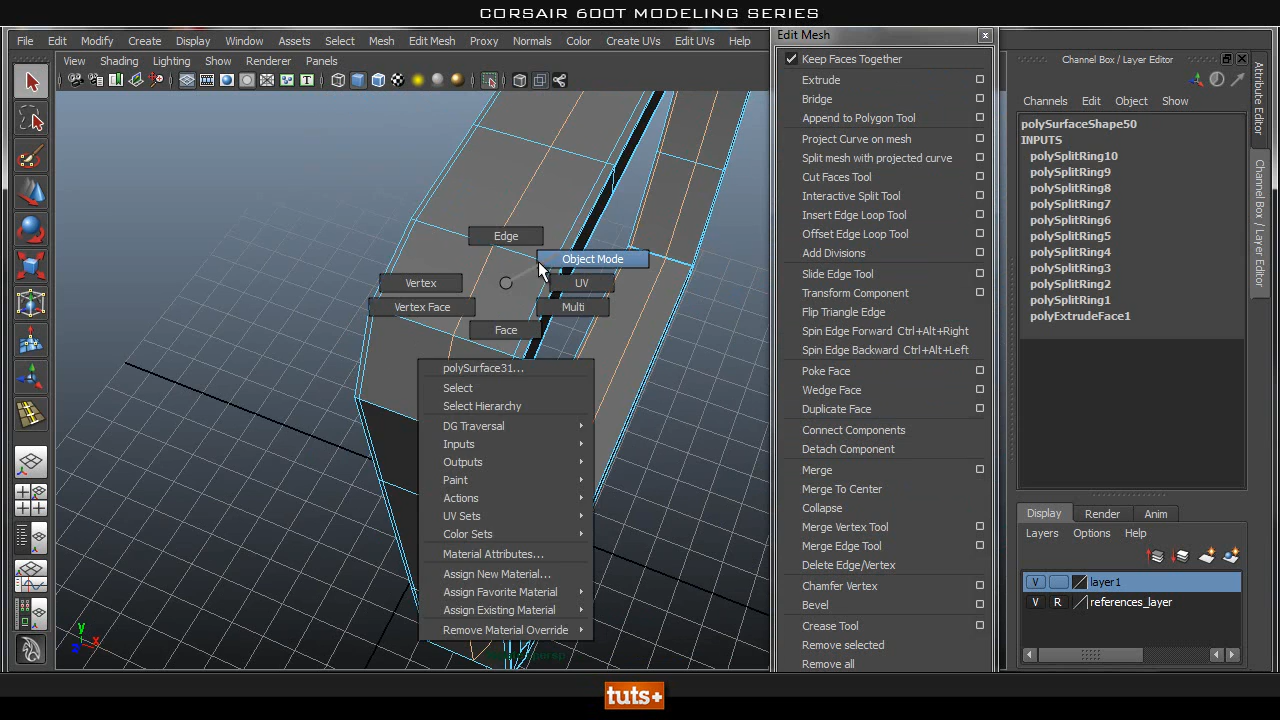 CORSAIR 600T MODELING SERIES
File Edit Modify Create Display Window Assets Select Mesh Edit Mesh Proxy Normals Color Create UVs Edit UVs Help
View Shading Lighting Show Renderer Panels
Edge
Object Mode
Vertex
UV
Vertex Face
Multi
Face
polySurface31...
Select
Select Hierarchy
DG Traversal
Inputs
Outputs
Paint
Actions
UV Sets
Color Sets
Material Attributes...
Assign New Material...
Assign Favorite Material
Assign Existing Material
Remove Material Override
y
x
z
Edit Mesh
Keep Faces Together
Extrude
Bridge
Append to Polygon Tool
Project Curve on mesh
Split mesh with projected curve
Cut Faces Tool
Interactive Split Tool
Insert Edge Loop Tool
Offset Edge Loop Tool
Add Divisions
Slide Edge Tool
Transform Component
Flip Triangle Edge
Spin Edge Forward Ctrl+Alt+Right
Spin Edge Backward Ctrl+Alt+Left
Poke Face
Wedge Face
Duplicate Face
Connect Components
Detach Component
Merge
Merge To Center
Collapse
Merge Vertex Tool
Merge Edge Tool
Delete Edge/Vertex
Chamfer Vertex
Bevel
Crease Tool
Remove selected
Remove all
Channel Box / Layer Editor
Channels Edit Object Show
polySurfaceShape50
INPUTS
polySplitRing10
polySplitRing9
polySplitRing8
polySplitRing7
polySplitRing6
polySplitRing5
polySplitRing4
polySplitRing3
polySplitRing2
polySplitRing1
polyExtrudeFace1
Display Render Anim
Layers Options Help
V layer1
V R references_layer
Attribute Editor
Channel Box / Layer Editor
tuts+